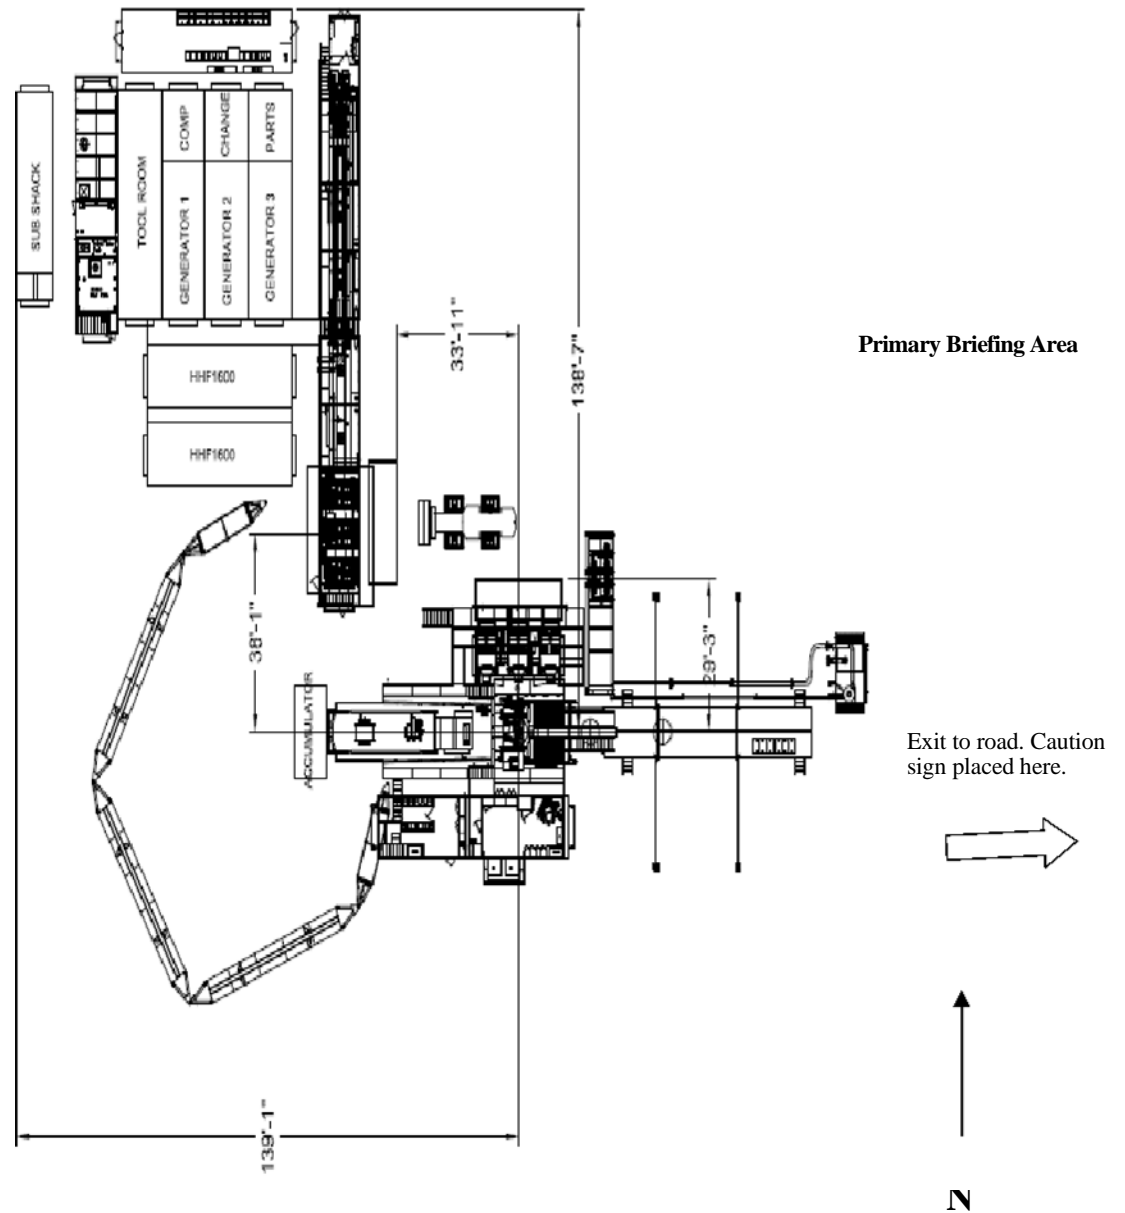 SUB SHACK
TOOL ROOM
COMP
CHANGE
PARTS
GENERATOR 1
GENERATOR 2
GENERATOR 3
HHF1600
HHF1600
33'-11"
138'-7"
Primary Briefing Area
38'-1"
29'-3"
ACCUMULATOR
Exit to road. Caution
sign placed here.
139'-1"
N